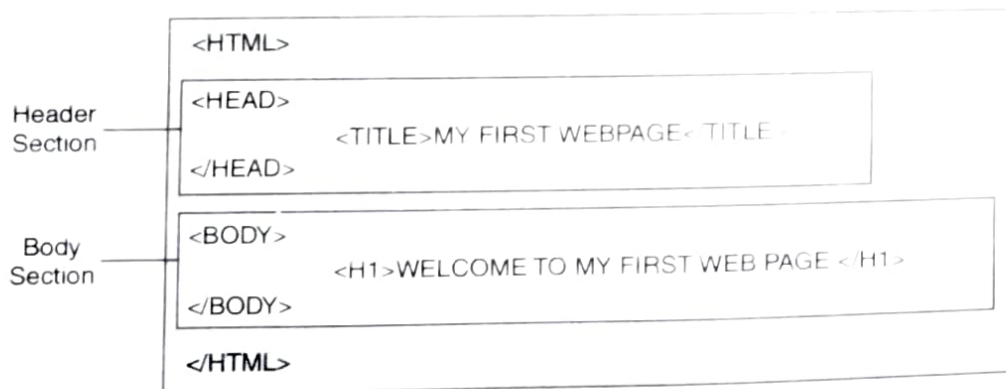 <HTML>
Header
Section
<HEAD>
<TITLE>MY FIRST WEBPAGE< TITLE
</HEAD>
Body
Section
<BODY>
<H1>WELCOME TO MY FIRST WEB PAGE </H1>
</BODY>
</HTML>